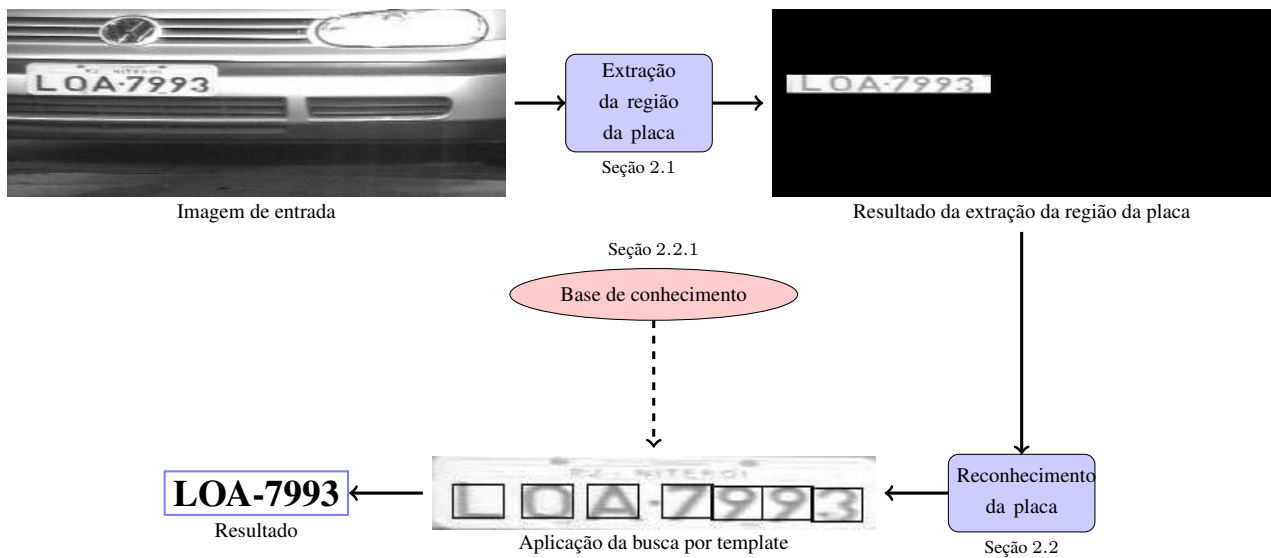 RJ · NITEROI
LOA·7993
Extração
da região
da placa
LOA·7993
Seção 2.1
Imagem de entrada
Resultado da extração da região da placa
Seção 2.2.1
Base de conhecimento
RJ · NITEROI
LOA·7993
Reconhecimento
da placa
LOA-7993
Resultado
Aplicação da busca por template
Seção 2.2